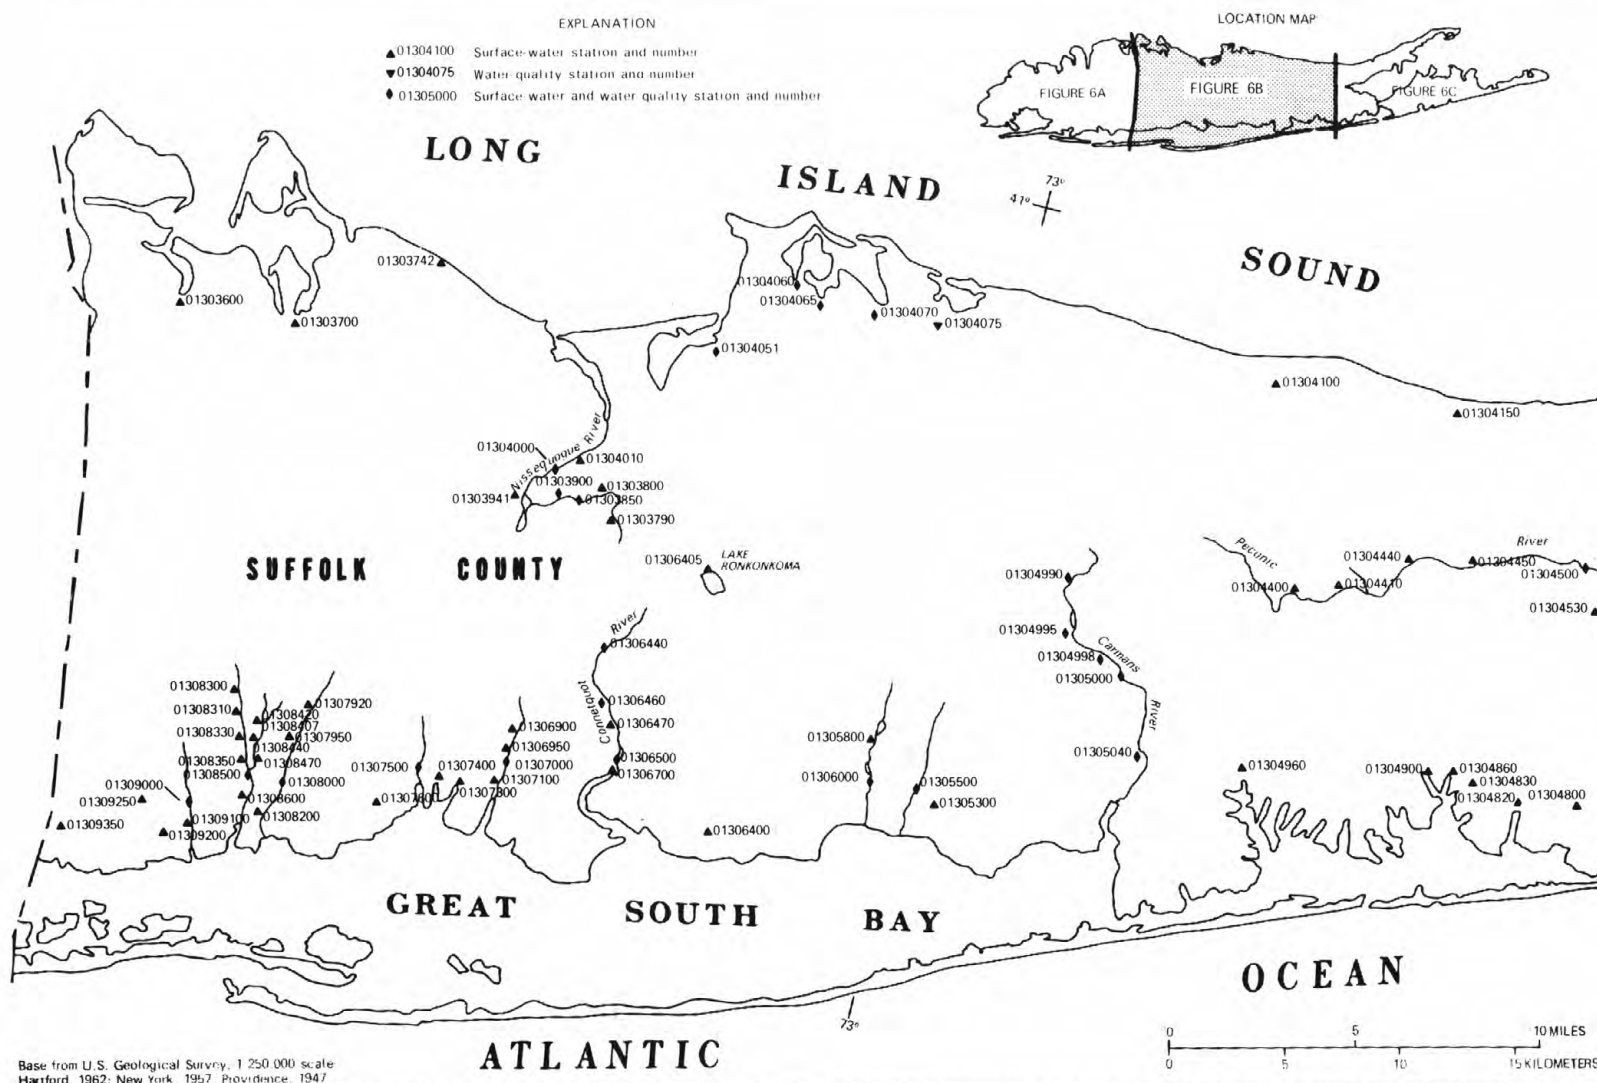 EXPLANATION
01304100 Surface-water station and number
01304075 Water quality station and number
01305000 Surface-water and water quality station and number
LOCATION MAP
FIGURE 6A
FIGURE 6B
FIGURE 6C
LONG
ISLAND
SOUND
73°
41°
01303742
01303600
01303700
01304060
01304065
01304070
01304075
01304051
01304100
01304150
Nissequogue River
01304000
01304010
01303900
01303800
01303941
01303850
01303790
SUFFOLK COUNTY
01306405
LAKE
RONKONKOMA
Peconic
River
01304440
01304450
01304500
01304400
01304410
01304530
01304990
01304995
01304998
Carmans
River
01305000
01305040
Connetquot
River
01306440
01306460
01306470
01306500
01306700
01306400
01308300
01307920
01308310
01308420
01308407
01308330
01307950
01308440
01308350
01308470
01308500
01308000
01309000
01309250
01308600
01309100
01308200
01309350
01309200
01307500
01307400
01307600
01307300
01306900
01306950
01307000
01307100
01305800
01306000
01305500
01305300
01304960
01304900
01304860
01304830
01304820
01304800
GREAT SOUTH BAY
ATLANTIC
OCEAN
73°
0 5 10 MILES
0 5 10 15 KILOMETERS
Base from U.S. Geological Survey, 1 250 000 scale
Hartford, 1962; New York, 1957, Providence, 1947